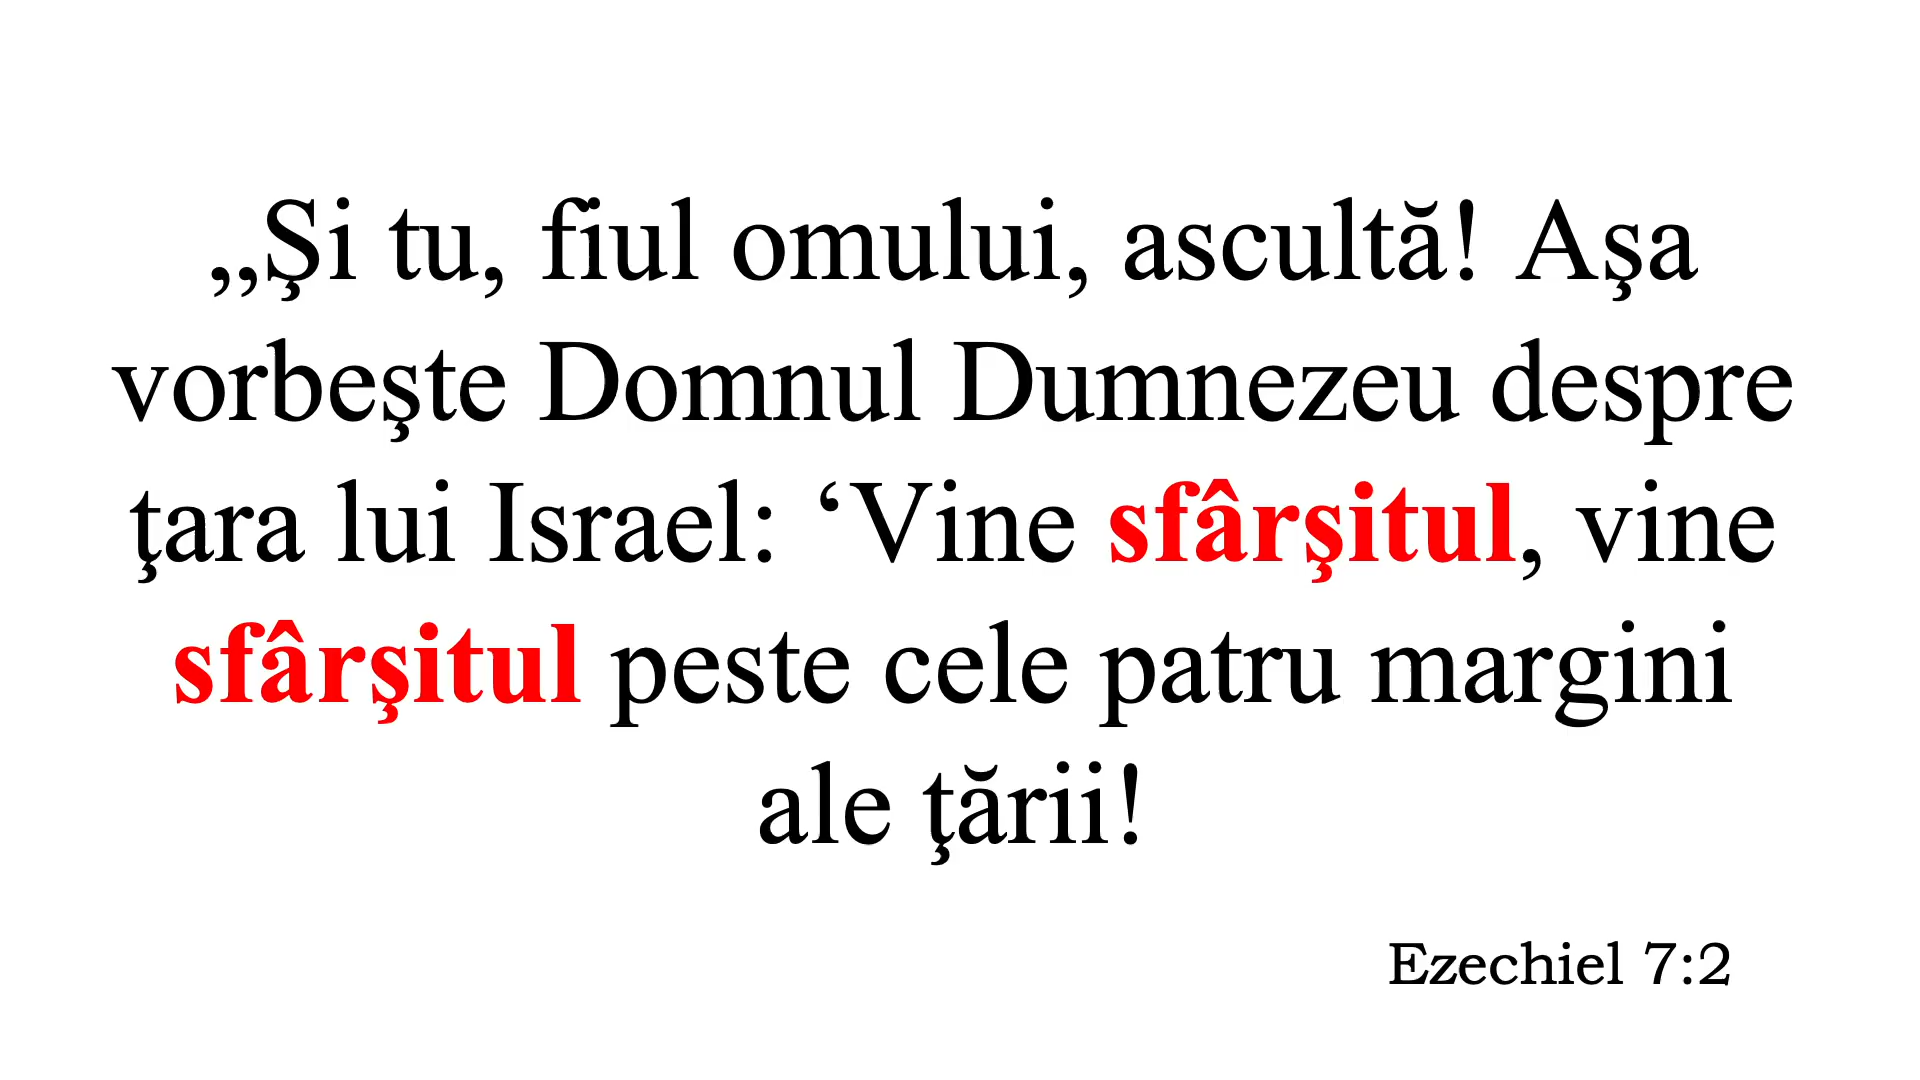 „Şi tu, fiul omului, ascultă! Aşa
vorbeşte Domnul Dumnezeu despre
ţara lui Israel: ‘Vine sfârşitul, vine
sfârşitul peste cele patru margini
ale ţării!
Ezechiel 7:2